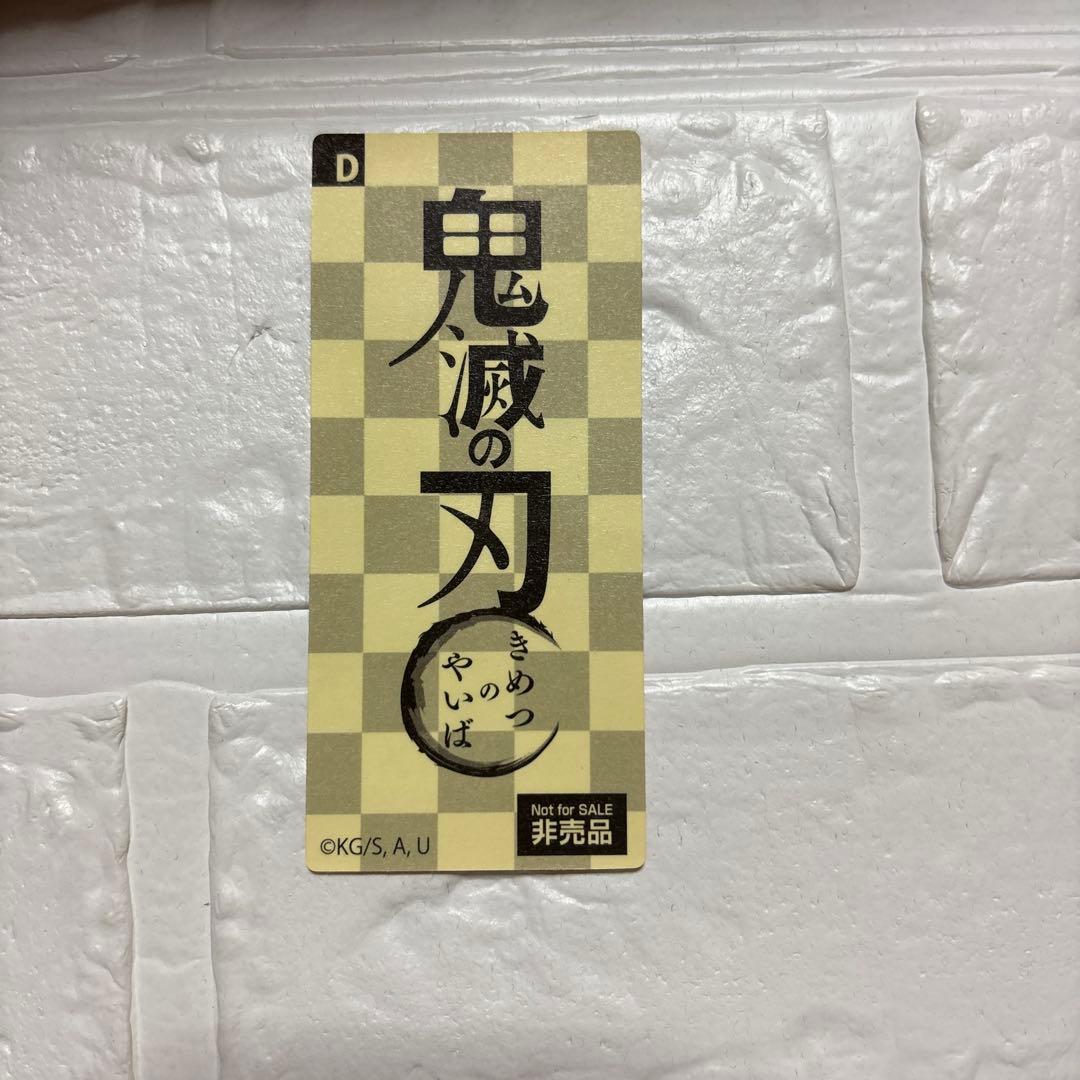 D
鬼滅の刃
きめつ
の
やいば
Not for SALE
非売品
©KG/S, A, U